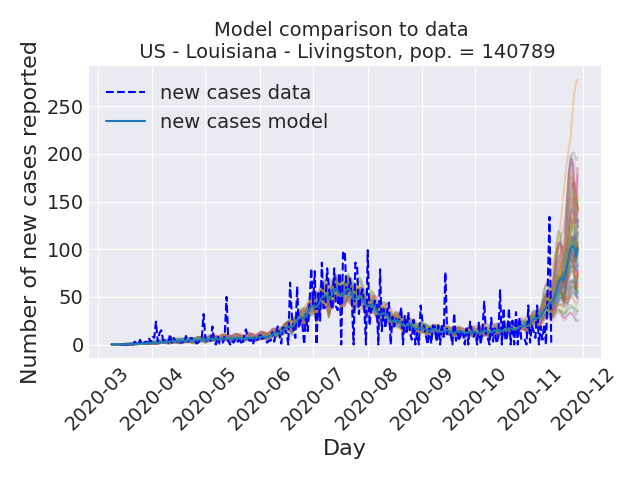 Model comparison to data
US - Louisiana - Livingston, pop. = 140789
Number of new cases reported
250
200
150
100
50
0
new cases data
new cases model
2020-03
2020-04
2020-05
2020-06
2020-07
2020-08
2020-09
2020-10
2020-11
2020-12
Day